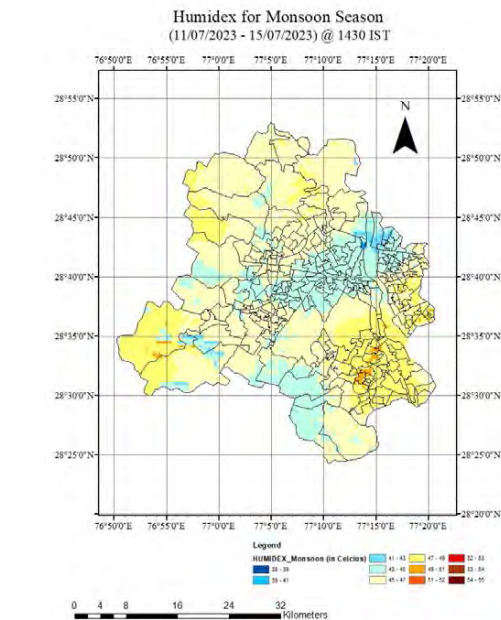 Humidex for Monsoon Season
(11/07/2023 - 15/07/2023) @ 1430 IST
76°50'0"E 76°55'0"E 77°0'0"E 77°5'0"E 77°10'0"E 77°15'0"E 77°20'0"E
28°55'0"N 28°55'0"N
N
28°50'0"N 28°50'0"N
28°45'0"N 28°45'0"N
28°40'0"N 28°40'0"N
28°35'0"N 28°35'0"N
28°30'0"N 28°30'0"N
28°25'0"N 28°25'0"N
28°20'0"N 28°20'0"N
76°50'0"E 76°55'0"E 77°0'0"E 77°5'0"E 77°10'0"E 77°15'0"E 77°20'0"E
Legend
HUMIDEX_Monsoon (in Celcius) 41 - 43 47 - 49 52 - 53
49 - 51 53 - 54
39 - 41 45 - 47 51 - 52 54 - 55
0 4 8 16 24 32
Kilometers